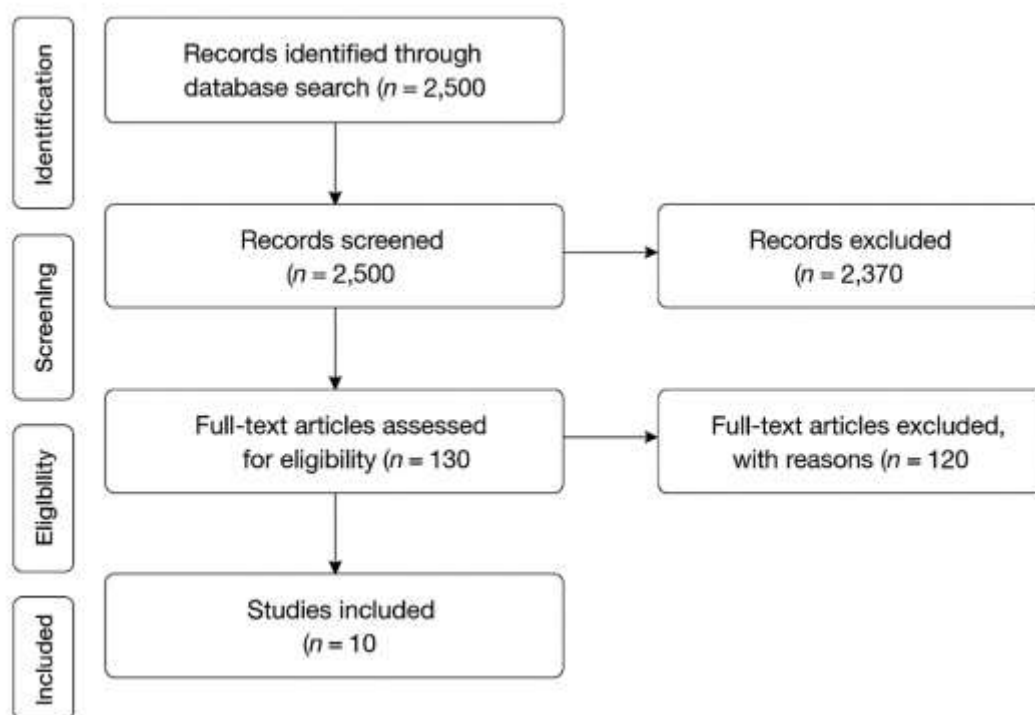 Identification
Records identified through
database search (n = 2,500
Screening
Records screened
(n = 2,500
Records excluded
(n = 2,370
Eligibility
Full-text articles assessed
for eligibility (n = 130
Full-text articles excluded,
with reasons (n = 120
Included
Studies included
(n = 10